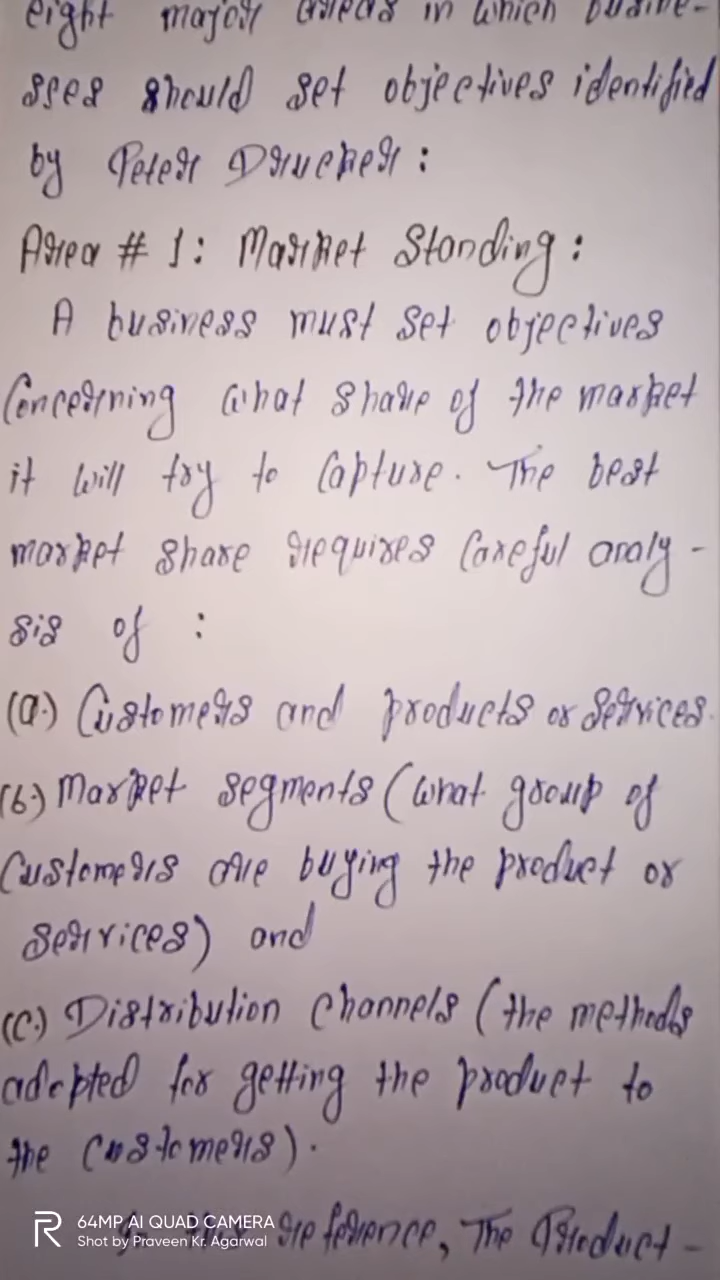 eight major areas in which busine-
sses should set objectives identified
by Peter Drucker :
Area # 1 : Market Standing :
A business must set objectives
Concerning what share of the market
it will try to Capture. The best
market share requires Careful analy-
sis of :
(a.) Customers and products or services.
(b.) Market segments (what group of
Customers are buying the product or
services) and
(C.) Distribution Channels (the methods
adopted for getting the product to
the Customers).
reference, The Product-
64MP AI QUAD CAMERA
Shot by Praveen Kr. Agarwal